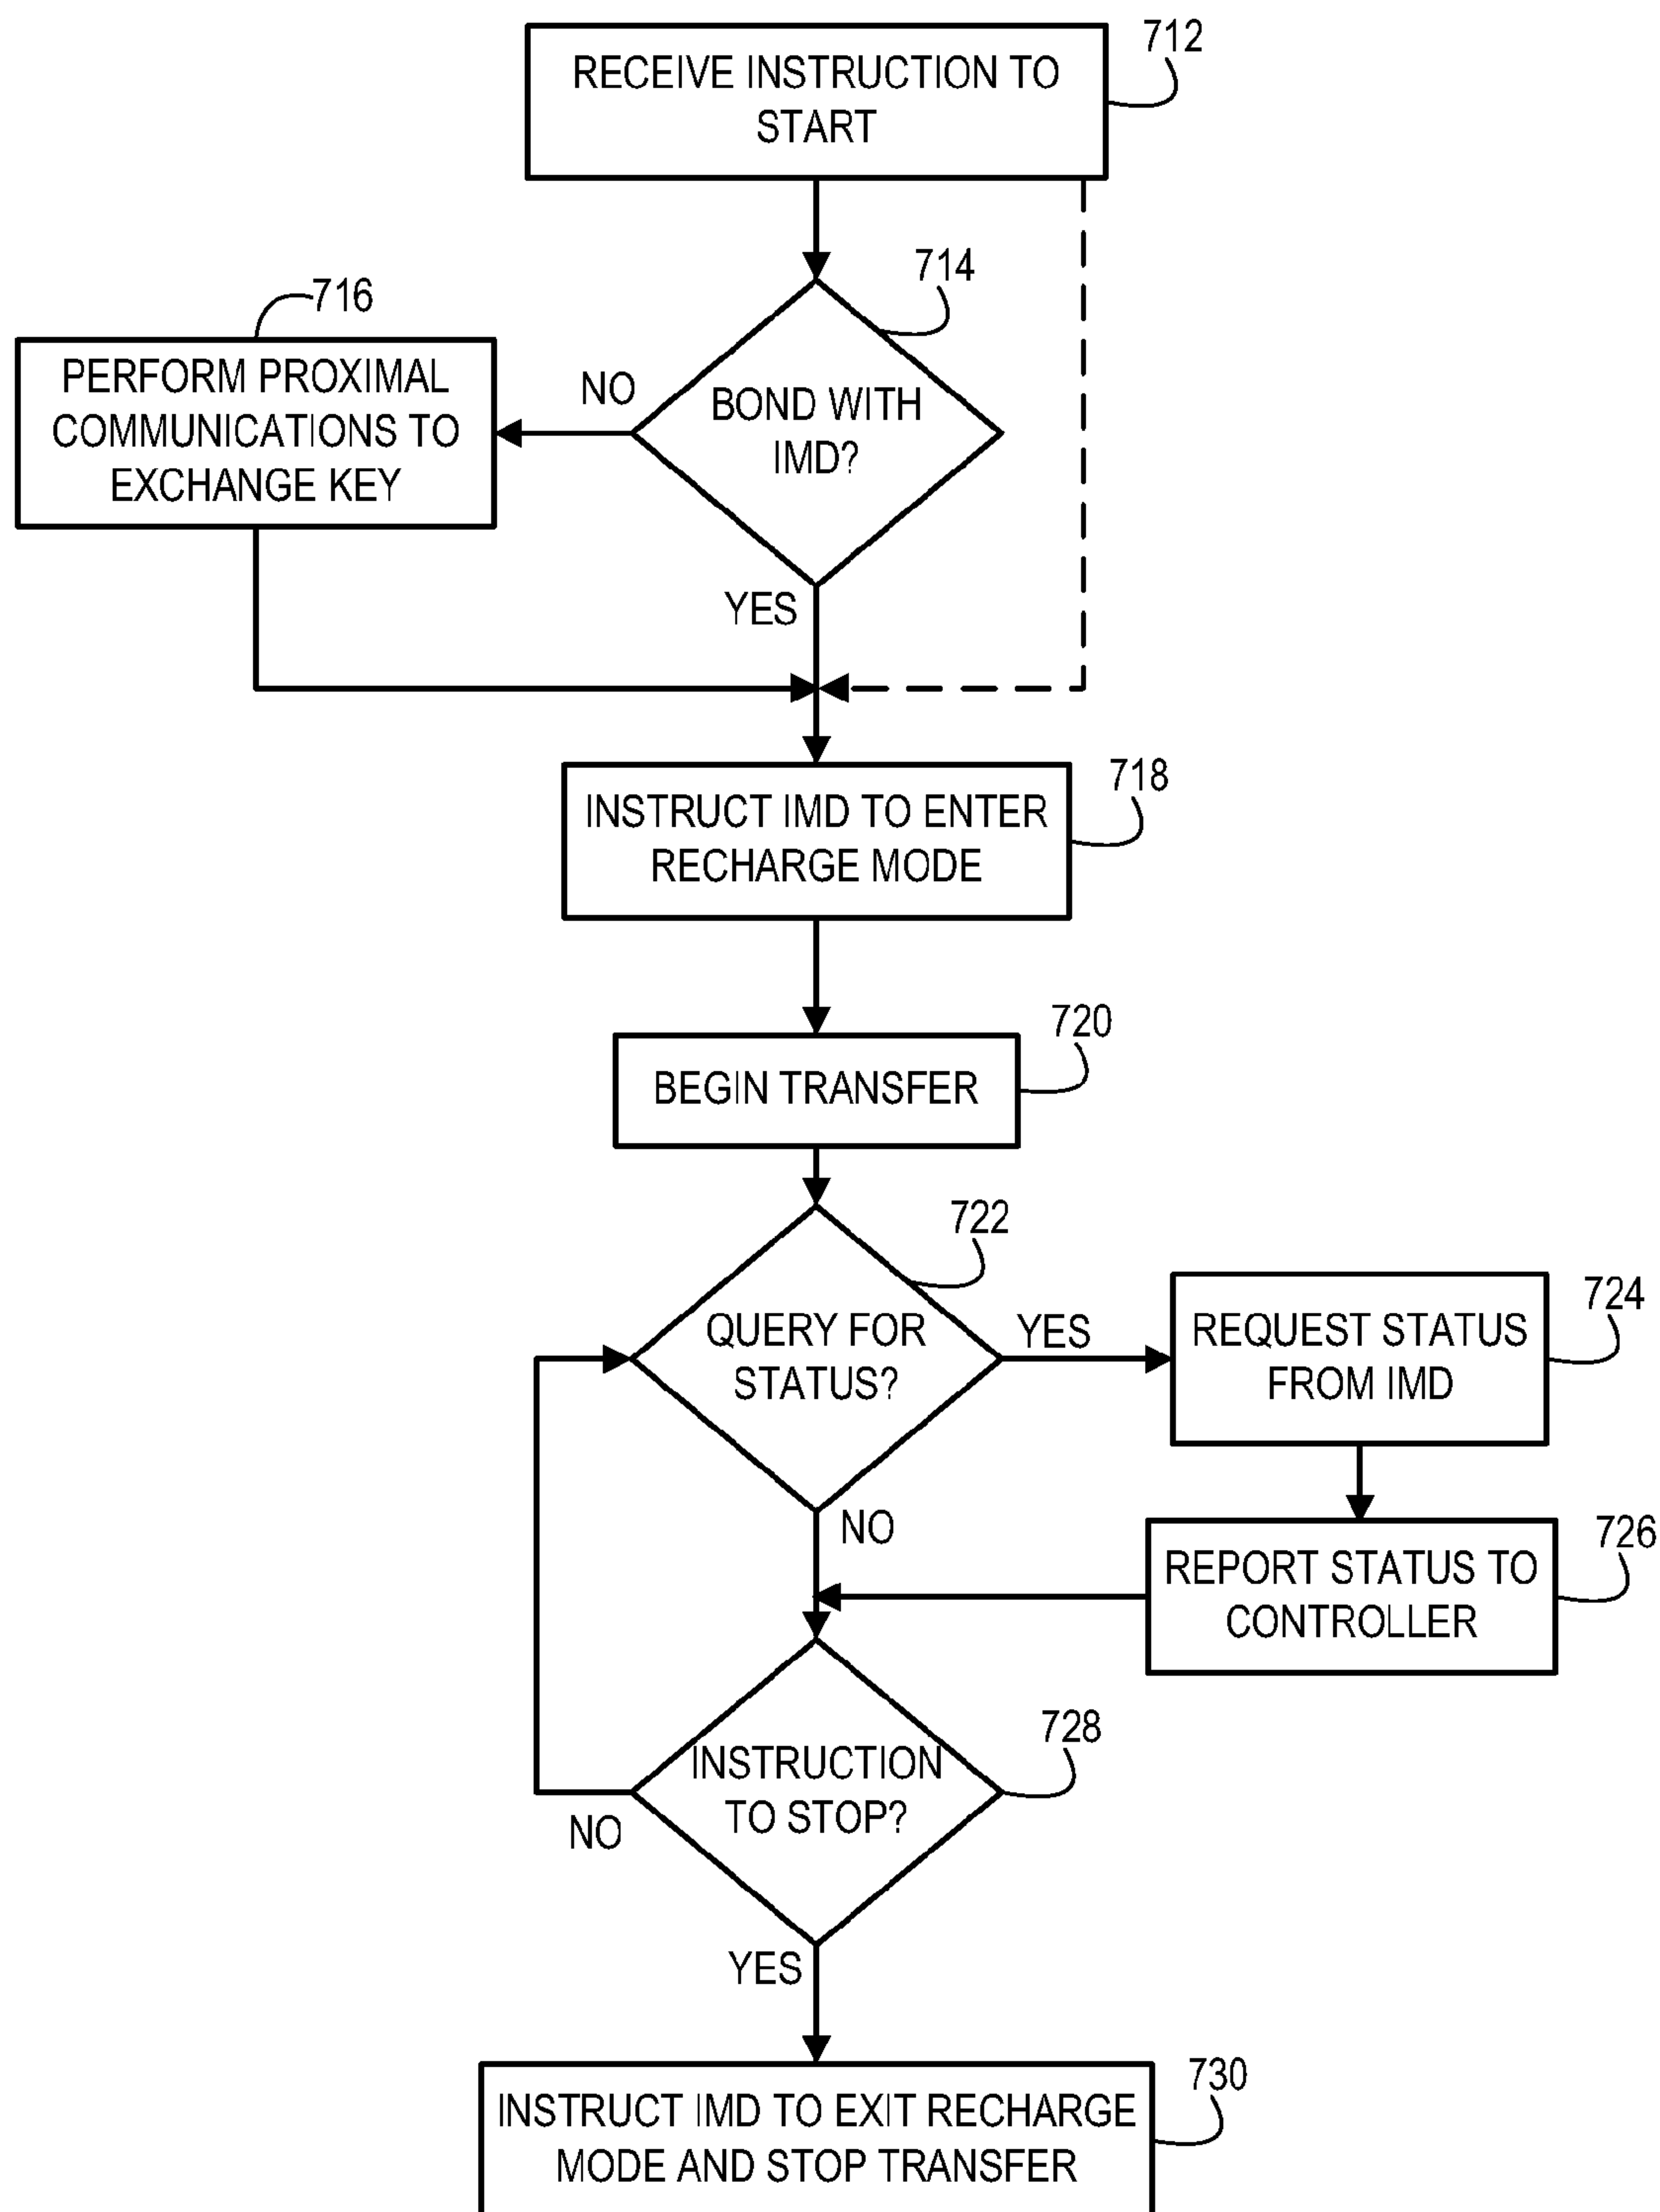 712
RECEIVE INSTRUCTION TO
START
714
716
PERFORM PROXIMAL
COMMUNICATIONS TO
EXCHANGE KEY
NO
BOND WITH
IMD?
YES
718
INSTRUCT IMD TO ENTER
RECHARGE MODE
720
BEGIN TRANSFER
722
QUERY FOR
STATUS?
YES
724
REQUEST STATUS
FROM IMD
NO
726
REPORT STATUS TO
CONTROLLER
728
INSTRUCTION
TO STOP?
NO
YES
730
INSTRUCT IMD TO EXIT RECHARGE
MODE AND STOP TRANSFER